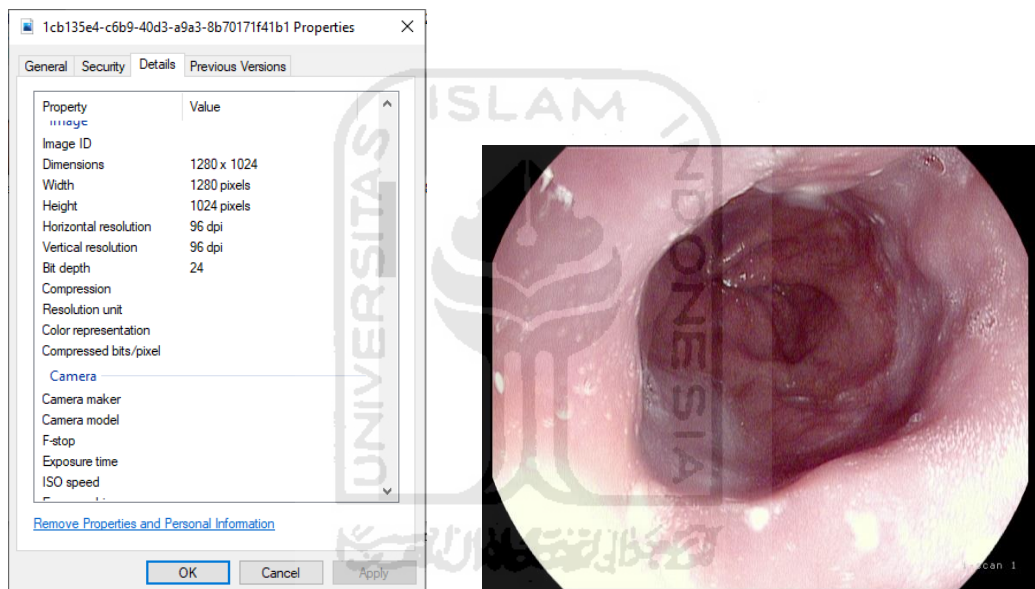 1cb135e4-c6b9-40d3-a9a3-8b70171f41b1 Properties
General Security Details Previous Versions
Property Value
Image
Image ID
Dimensions 1280 x 1024
Width 1280 pixels
Height 1024 pixels
Horizontal resolution 96 dpi
Vertical resolution 96 dpi
Bit depth 24
Compression
Resolution unit
Color representation
Compressed bits/pixel
Camera
Camera maker
Camera model
F-stop
Exposure time
ISO speed
Remove Properties and Personal Information
OK Cancel Apply
UNIVERSITAS
ISLAM
INDONESIA
can 1